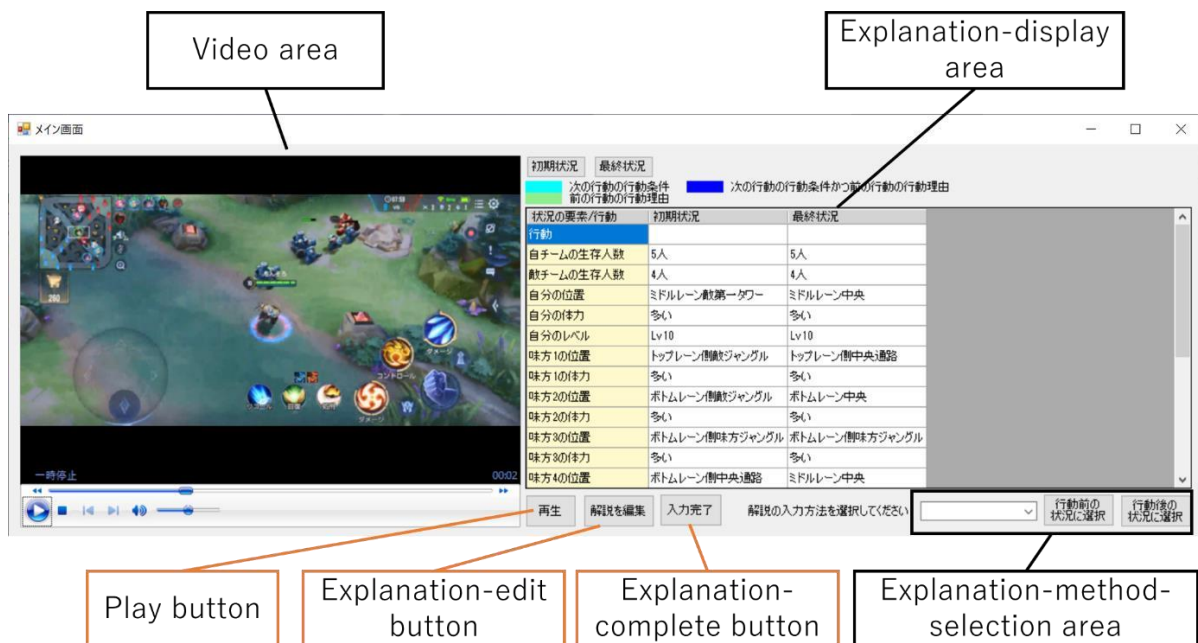 Video area
Explanation-display
area
メイン画面
初期状況 最終状況
次の行動の行動条件 次の行動の行動条件かつ前の行動の行動理由
前の行動の行動理由
状況の要素/行動 初期状況 最終状況
行動
自チームの生存人数 5人 5人
敵チームの生存人数 4人 4人
自分の位置 ミドルレーン敵第一タワー ミドルレーン中央
自分の体力 多い 多い
自分のレベル Lv10 Lv10
味方1の位置 トップレーン側敵ジャングル トップレーン側中央通路
味方1の体力 多い 多い
味方2の位置 ボトムレーン側敵ジャングル ボトムレーン中央
味方2の体力 多い 多い
味方3の位置 ボトムレーン側味方ジャングル ボトムレーン側味方ジャングル
味方3の体力 多い 多い
味方4の位置 ボトムレーン側中央通路 ミドルレーン中央
260
ダメージ
コントロール
回復
ダメージ
一時停止 00:02
再生 解説を編集 入力完了 解説の入力方法を選択してください 行動前の
状況に選択 行動後の
状況に選択
Play button
Explanation-edit
button
Explanation-
complete button
Explanation-method-
selection area